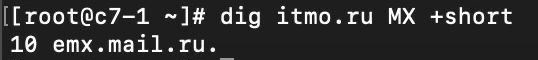 [[root@c7-1 ~]# dig itmo.ru MX +short
10 emx.mail.ru.